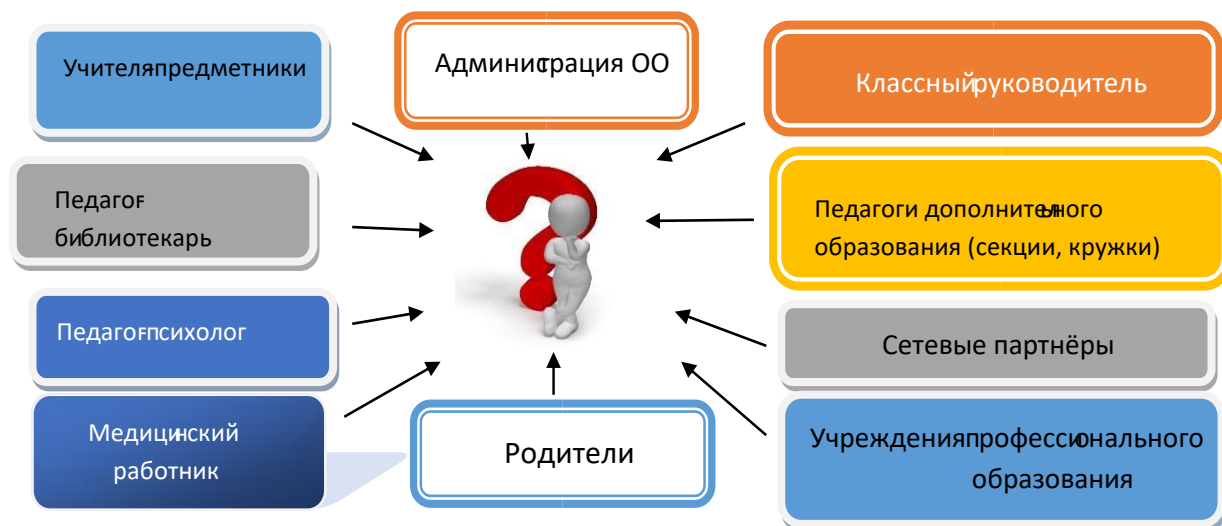 Учителяпредметники
Администрация ОО
Классныйруководитель
Педагог
библиотекарь
Педагоги дополнительного
образования (секции, кружки)
Педагогпсихолог
Сетевые партнёры
Медицинский
работник
Родители
Учрежденияпрофессионального
образования